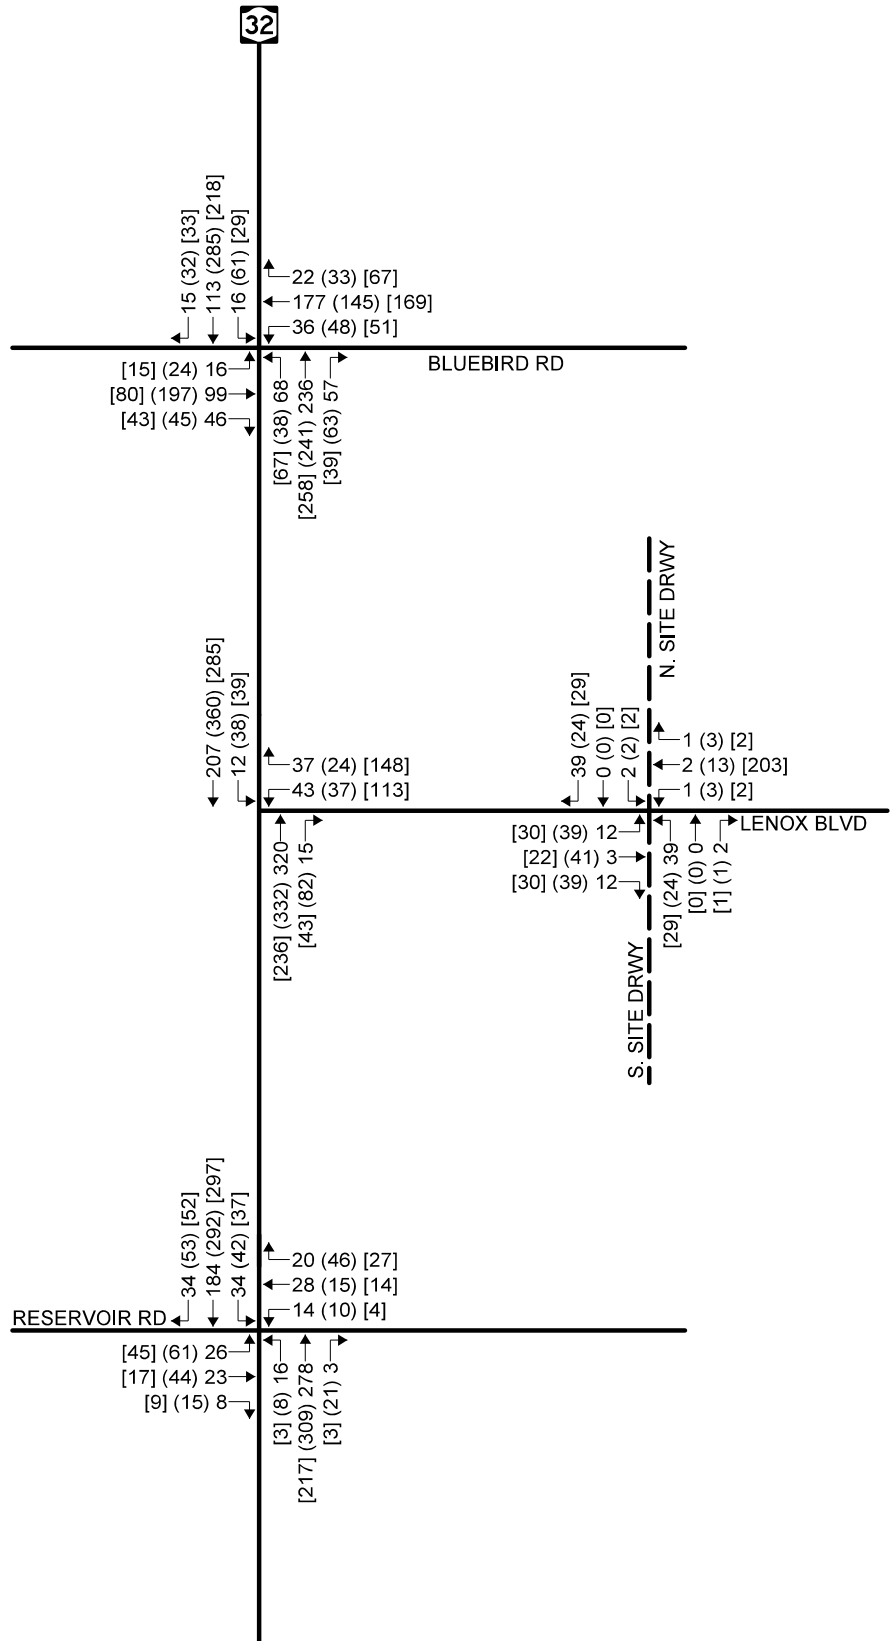 32
15 (32) [33]
113 (285) [218]
16 (61) [29]
22 (33) [67]
177 (145) [169]
36 (48) [51]
BLUEBIRD RD
[15] (24) 16
[80] (197) 99
[43] (45) 46
[67] (38) 68
[258] (241) 236
[39] (63) 57
N. SITE DRWY
207 (360) [285]
12 (38) [39]
37 (24) [148]
43 (37) [113]
39 (24) [29]
0 (0) [0]
2 (2) [2]
1 (3) [2]
2 (13) [203]
1 (3) [2]
LENOX BLVD
[236] (332) 320
[43] (82) 15
[30] (39) 12
[22] (41) 3
[30] (39) 12
[29] (24) 39
[0] (0) 0
[1] (1) 2
S. SITE DRWY
34 (53) [52]
184 (292) [297]
34 (42) [37]
20 (46) [27]
28 (15) [14]
14 (10) [4]
RESERVOIR RD
[45] (61) 26
[17] (44) 23
[9] (15) 8
[3] (8) 16
[217] (309) 278
[3] (21) 3